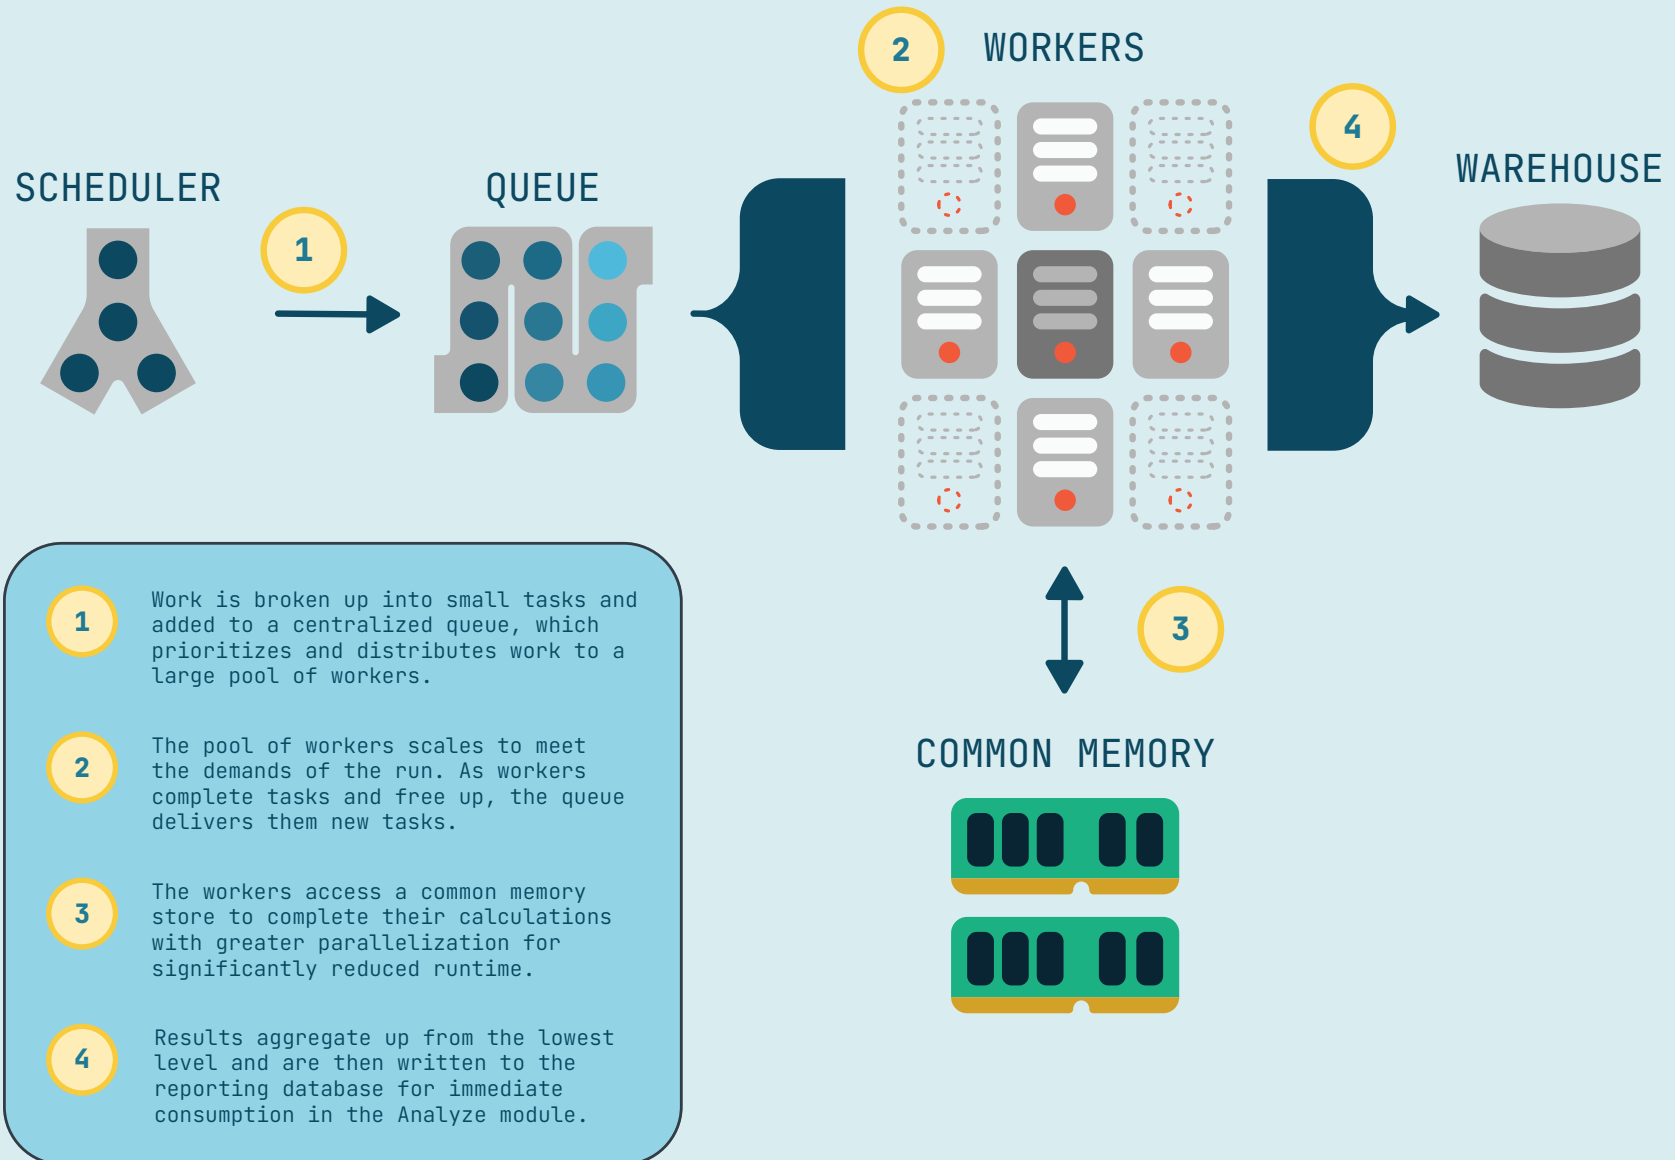 2
WORKERS
4
SCHEDULER
1
QUEUE
WAREHOUSE
3
COMMON MEMORY
1
Work is broken up into small tasks and
added to a centralized queue, which
prioritizes and distributes work to a
large pool of workers.
2
The pool of workers scales to meet
the demands of the run. As workers
complete tasks and free up, the queue
delivers them new tasks.
3
The workers access a common memory
store to complete their calculations
with greater parallelization for
significantly reduced runtime.
4
Results aggregate up from the lowest
level and are then written to the
reporting database for immediate
consumption in the Analyze module.